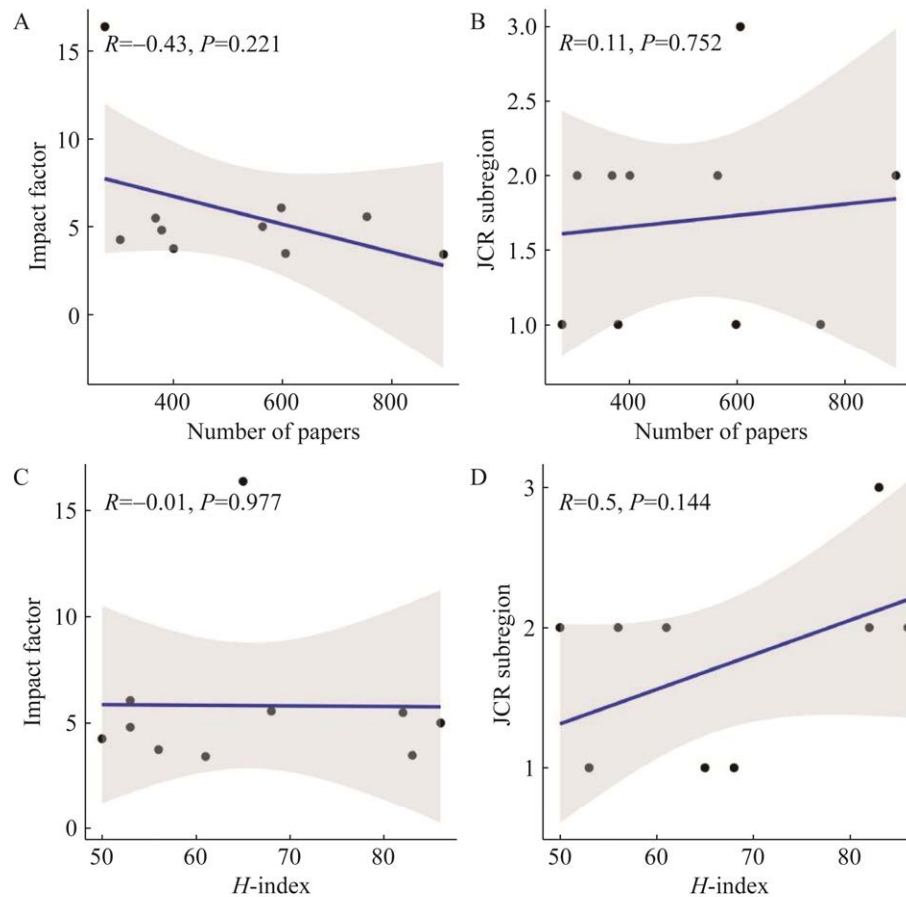 A
R=–0.43, P=0.221
15
10
5
0
Impact factor
400
600
800
Number of papers
B
R=0.11, P=0.752
3.0
2.5
2.0
1.5
1.0
JCR subregion
400
600
800
Number of papers
C
R=–0.01, P=0.977
15
10
5
0
Impact factor
50
60
70
80
H-index
D
R=0.5, P=0.144
3
2
1
JCR subregion
50
60
70
80
H-index